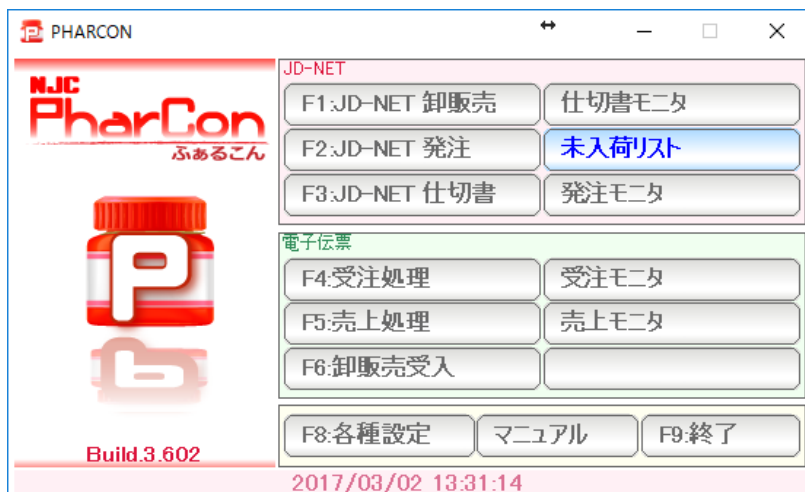 PHARCON
NJC
PharCon
ふぁるこん
P
Build.3.602
JD-NET
F1:JD-NET 卸販売
仕切書モニタ
F2:JD-NET 発注
未入荷リスト
F3:JD-NET 仕切書
発注モニタ
電子伝票
F4:受注処理
受注モニタ
F5:売上処理
売上モニタ
F6:卸販売受入
F8:各種設定
マニュアル
F9:終了
2017/03/02 13:31:14